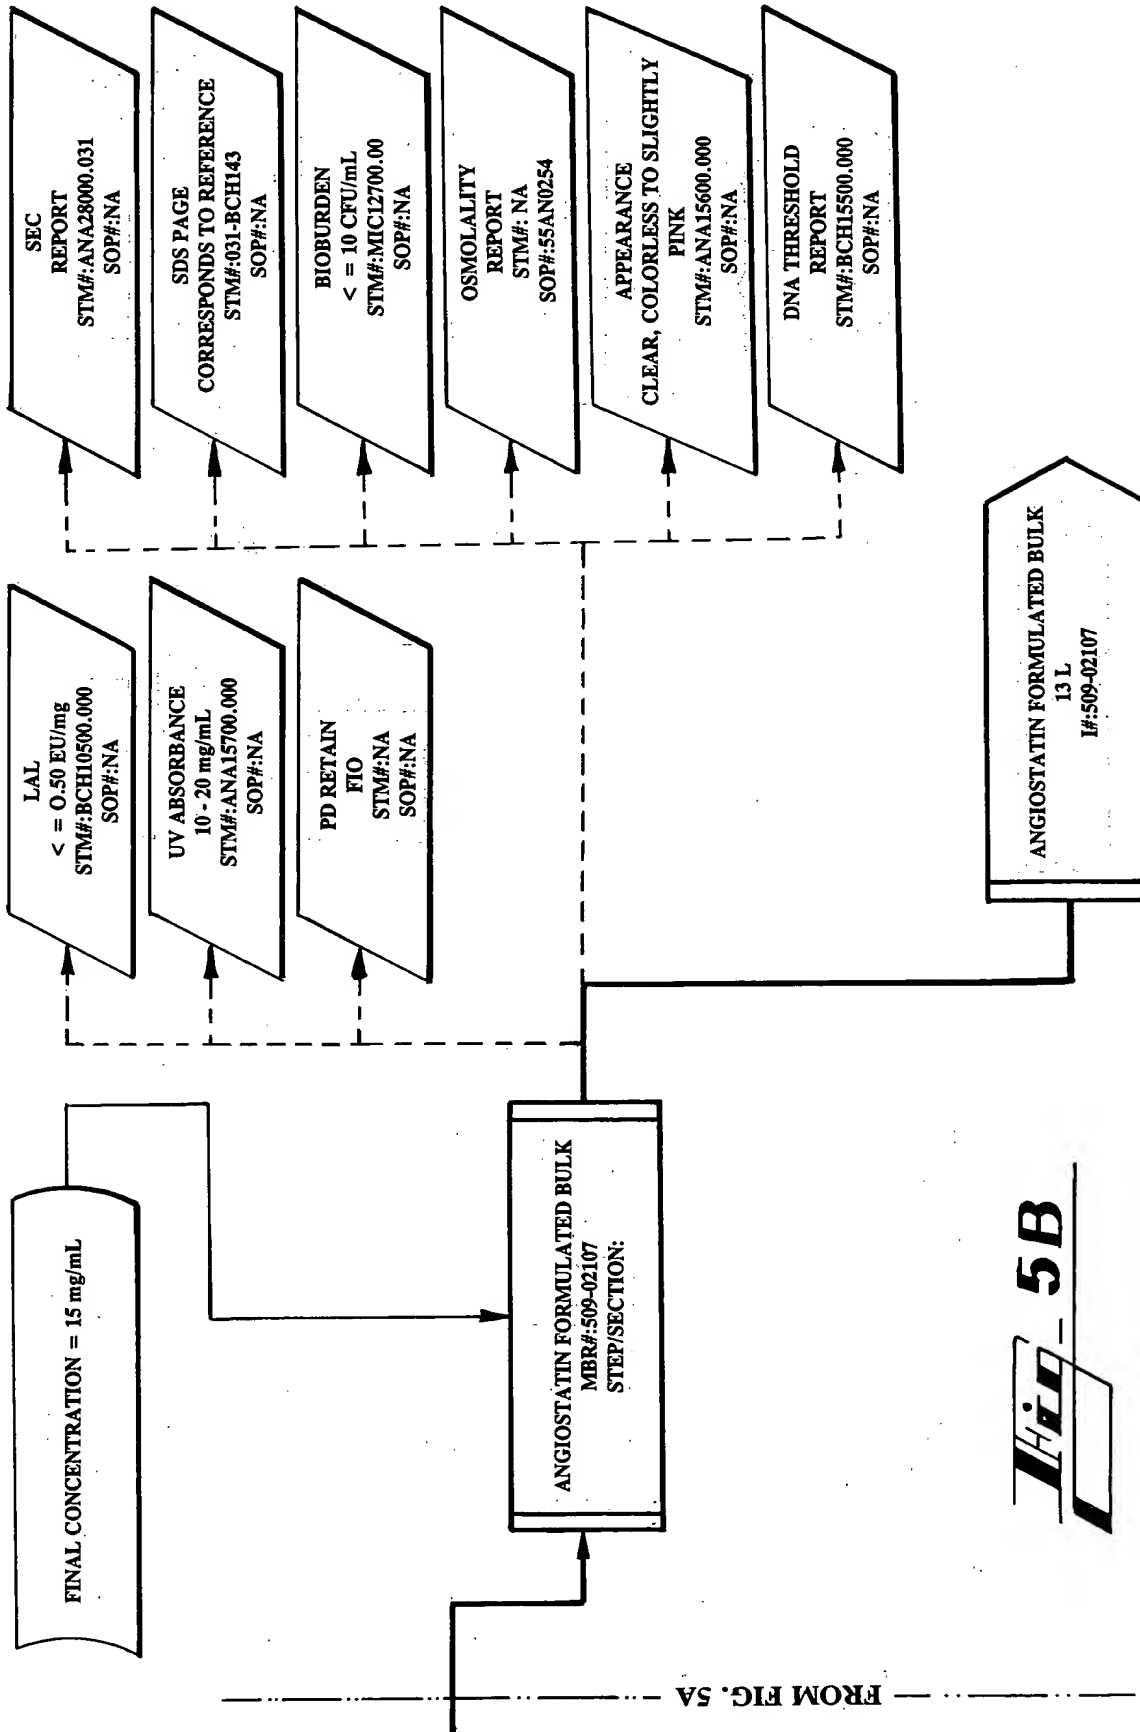 FINAL CONCENTRATION = 15 mg/mL
LAL
< = O.50 EU/mg
STM#:BCH10500.000
SOP#:NA
UV ABSORBANCE
10 - 20 mg/mL
STM#:ANA15700.000
SOP#:NA
PD RETAIN
FIO
STM#:NA
SOP#:NA
SEC
REPORT
STM#:ANA28000.031
SOP#:NA
SDS PAGE
CORRESPONDS TO REFERENCE
STM#:031-BCH143
SOP#:NA
BIOBURDEN
< = 10 CFU/mL
STM#:MIC12700.00
SOP#:NA
OSMOLALITY
REPORT
STM#: NA
SOP#:55AN0254
APPEARANCE
CLEAR, COLORLESS TO SLIGHTLY
PINK
STM#:ANA15600.000
SOP#:NA
DNA THRESHOLD
REPORT
STM#:BCH15500.000
SOP#:NA
ANGIOSTATIN FORMULATED BULK
MBR#:509-02107
STEP/SECTION:
ANGIOSTATIN FORMULATED BULK
13 L
I#:509-02107
FROM FIG. 5A
Fig. 5B